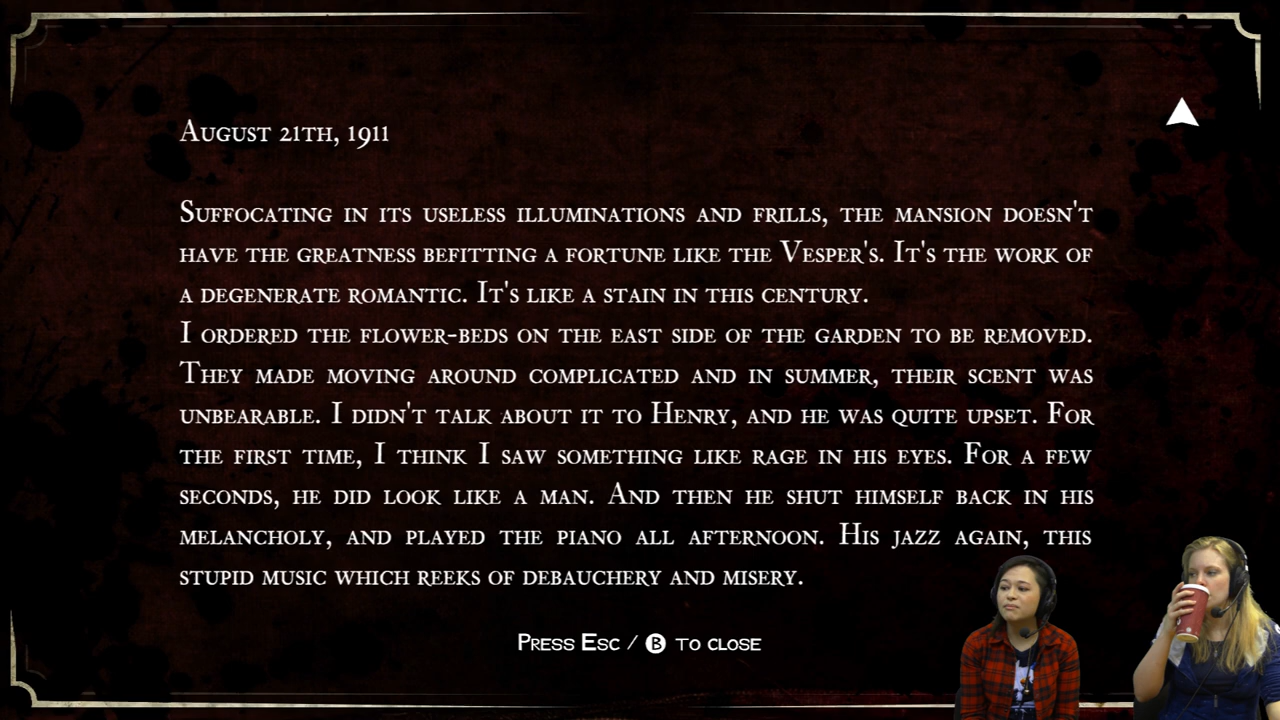 August 21th, 1911
Suffocating in its useless illuminations and frills, the mansion doesn't
have the greatness befitting a fortune like the Vesper's. It's the work of
a degenerate romantic. It's like a stain in this century.
I ordered the flower-beds on the east side of the garden to be removed.
They made moving around complicated and in summer, their scent was
unbearable. I didn't talk about it to Henry, and he was quite upset. For
the first time, I think I saw something like rage in his eyes. For a few
seconds, he did look like a man. And then he shut himself back in his
melancholy, and played the piano all afternoon. His jazz again, this
stupid music which reeks of debauchery and misery.
Press Esc / B to close